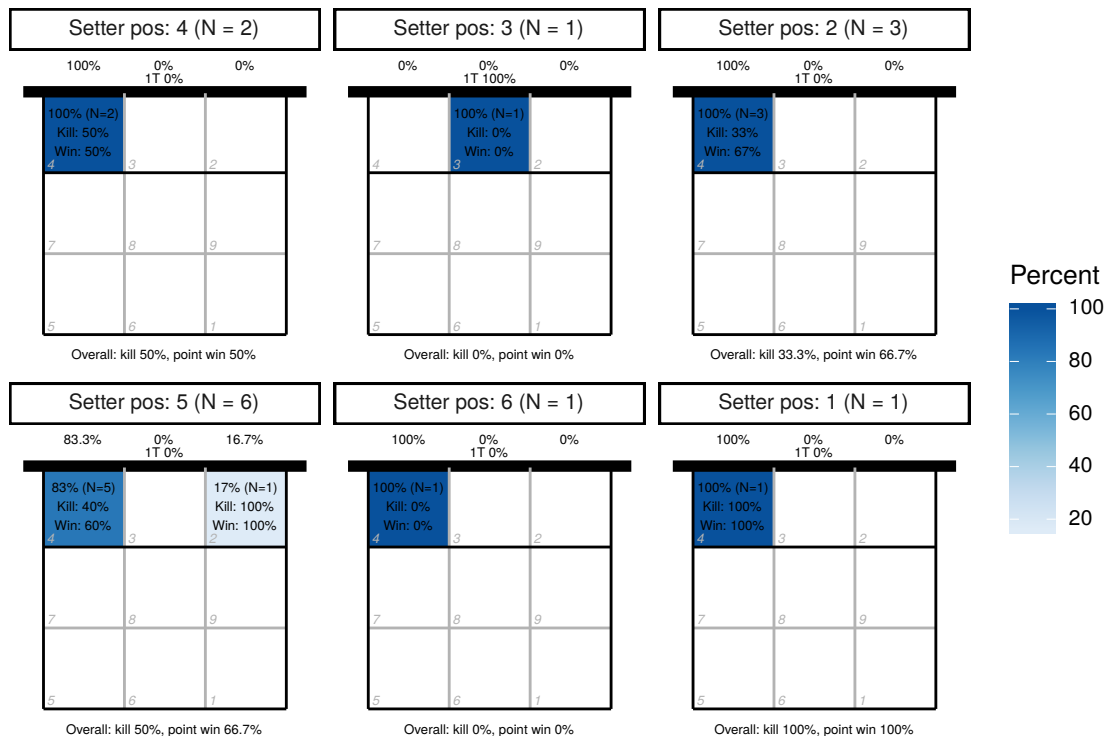 Setter pos: 4 (N = 2)
100% 0% 0%
1T 0%
100% (N=2)
Kill: 50%
Win: 50%
4 3 2
7 8 9
5 6 1
Overall: kill 50%, point win 50%
Setter pos: 3 (N = 1)
0% 0% 0%
1T 100%
100% (N=1)
Kill: 0%
Win: 0%
4 3 2
7 8 9
5 6 1
Overall: kill 0%, point win 0%
Setter pos: 2 (N = 3)
100% 0% 0%
1T 0%
100% (N=3)
Kill: 33%
Win: 67%
4 3 2
7 8 9
5 6 1
Overall: kill 33.3%, point win 66.7%
Setter pos: 5 (N = 6)
83.3% 0% 16.7%
1T 0%
83% (N=5) 17% (N=1)
Kill: 40% Kill: 100%
Win: 60% Win: 100%
4 3 2
7 8 9
5 6 1
Overall: kill 50%, point win 66.7%
Setter pos: 6 (N = 1)
100% 0% 0%
1T 0%
100% (N=1)
Kill: 0%
Win: 0%
4 3 2
7 8 9
5 6 1
Overall: kill 0%, point win 0%
Setter pos: 1 (N = 1)
100% 0% 0%
1T 0%
100% (N=1)
Kill: 100%
Win: 100%
4 3 2
7 8 9
5 6 1
Overall: kill 100%, point win 100%
Percent
100
80
60
40
20